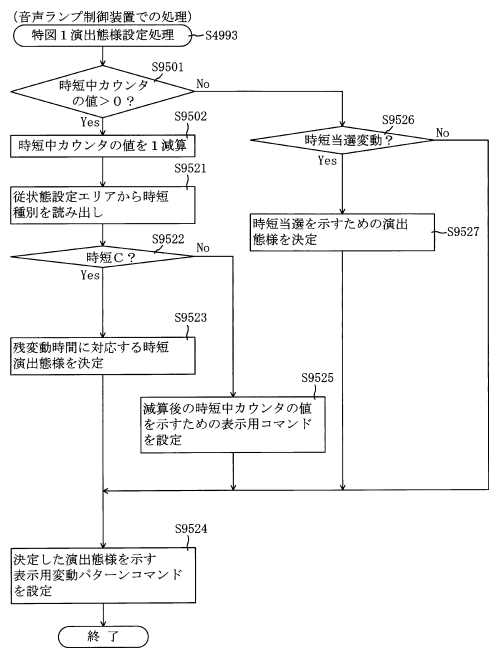 (音声ランプ制御装置での処理)
特図1演出態様設定処理
S4993
S9501
時短中カウンタ
の値>0?
No
Yes
S9502
時短中カウンタの値を1減算
S9526
時短当選変動?
No
Yes
S9521
従状態設定エリアから時短
種別を読み出し
時短当選を示すための演出
態様を決定
S9527
S9522
時短C?
No
Yes
S9523
残変動時間に対応する時短
演出態様を決定
S9525
減算後の時短中カウンタの値
を示すための表示用コマンド
を設定
S9524
決定した演出態様を示す
表示用変動パターンコマンド
を設定
終了